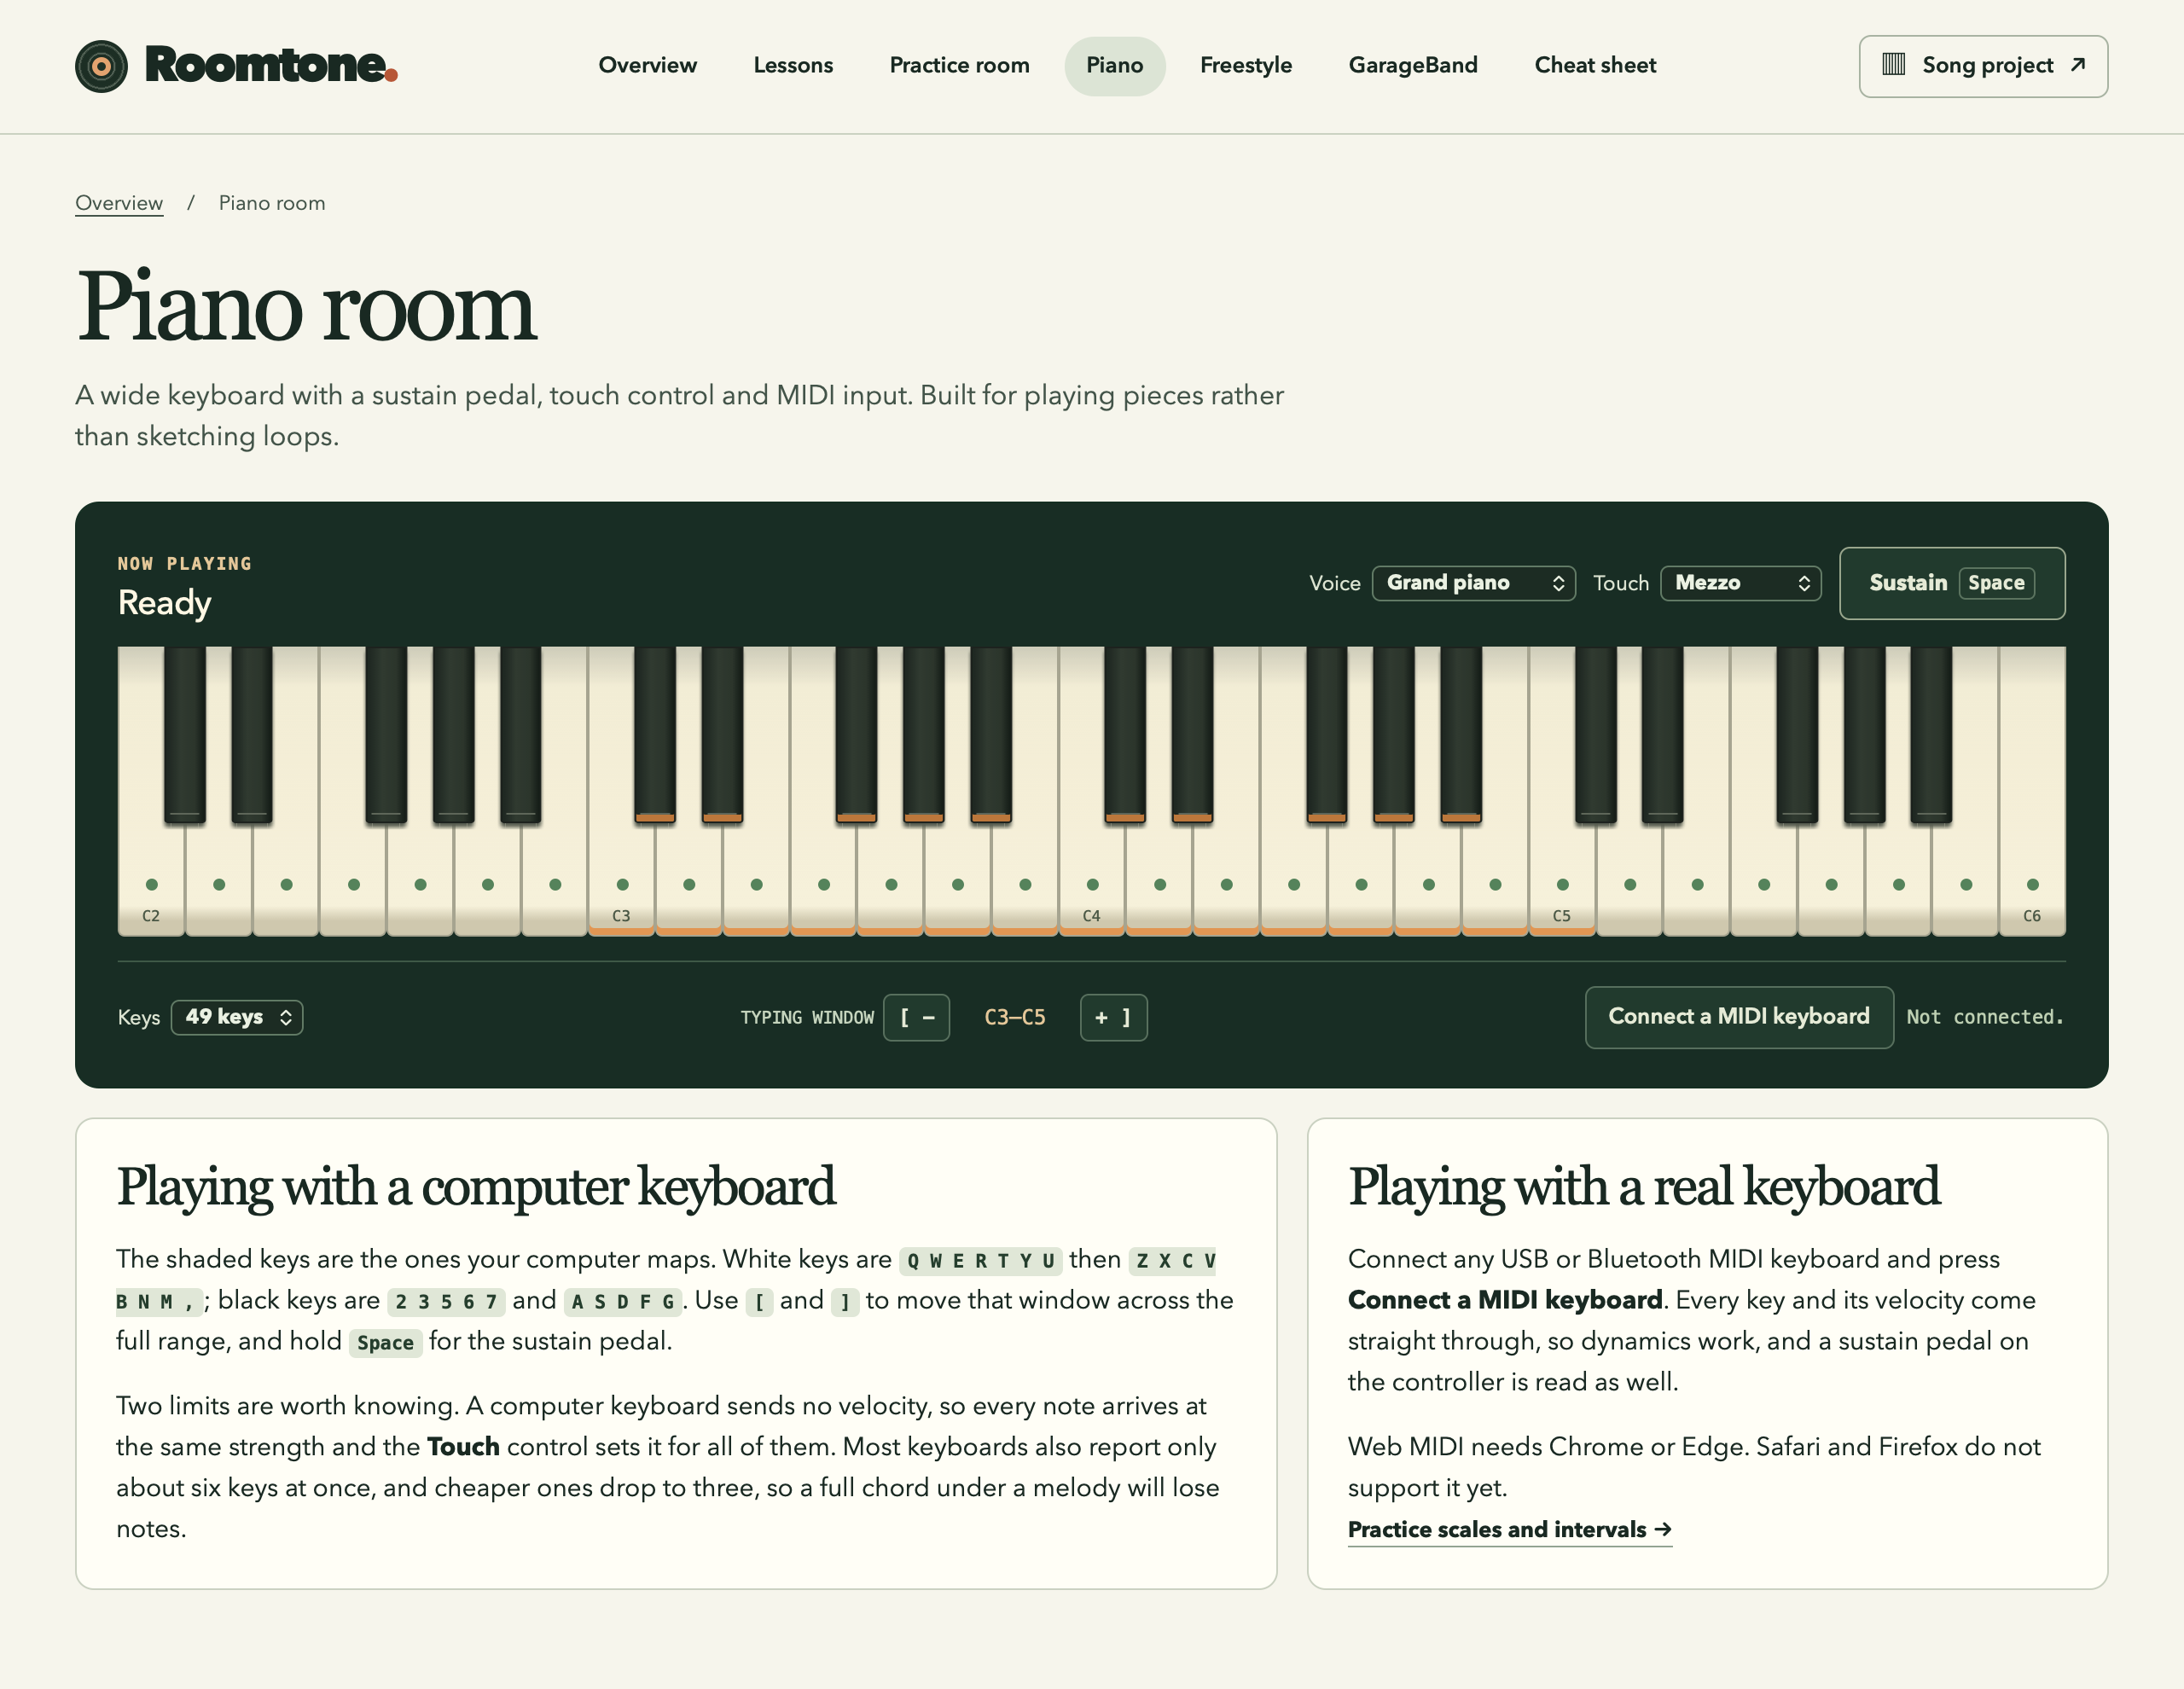 Roomtone.
Overview Lessons Practice room Piano Freestyle GarageBand Cheat sheet
Song project
Overview / Piano room
Piano room
A wide keyboard with a sustain pedal, touch control and MIDI input. Built for playing pieces rather
than sketching loops.
NOW PLAYING
Ready
Voice Grand piano Touch Mezzo Sustain Space
C2 C3 C4 C5 C6
Keys 49 keys TYPING WINDOW [ − C3–C5 + ] Connect a MIDI keyboard Not connected.
Playing with a computer keyboard
The shaded keys are the ones your computer maps. White keys are Q W E R T Y U then Z X C V
B N M , ; black keys are 2 3 5 6 7 and A S D F G. Use [ and ] to move that window across the
full range, and hold Space for the sustain pedal.
Two limits are worth knowing. A computer keyboard sends no velocity, so every note arrives at
the same strength and the Touch control sets it for all of them. Most keyboards also report only
about six keys at once, and cheaper ones drop to three, so a full chord under a melody will lose
notes.
Playing with a real keyboard
Connect any USB or Bluetooth MIDI keyboard and press
Connect a MIDI keyboard. Every key and its velocity come
straight through, so dynamics work, and a sustain pedal on
the controller is read as well.
Web MIDI needs Chrome or Edge. Safari and Firefox do not
support it yet.
Practice scales and intervals →